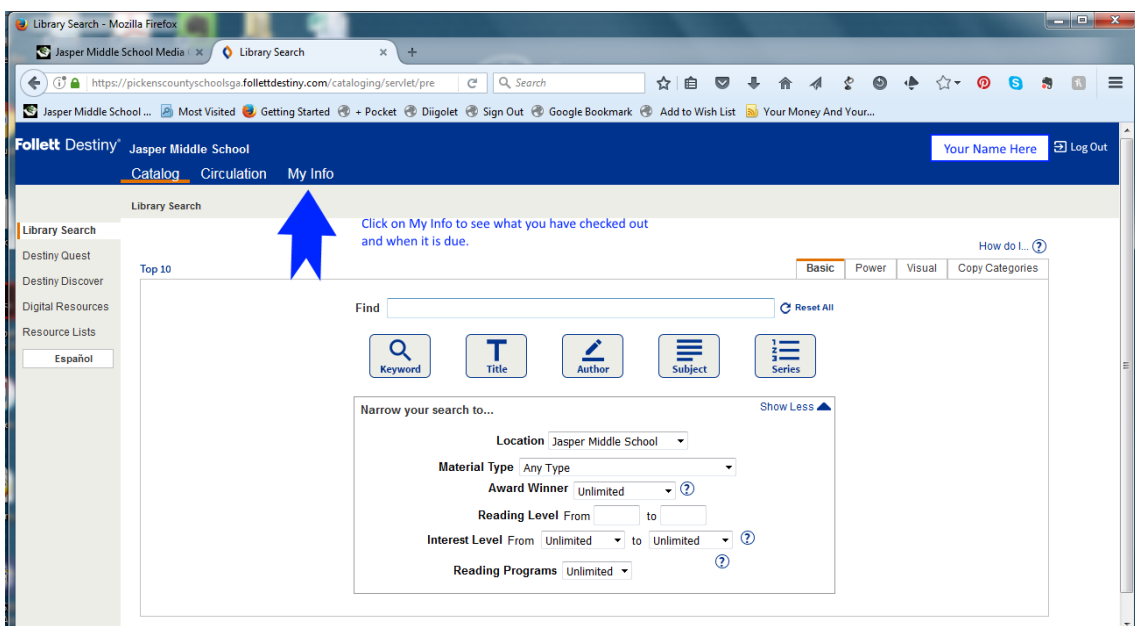 Library Search - Mozilla Firefox
Jasper Middle School Media
Library Search
https://pickenscountyschoolsga.follettdestiny.com/cataloging/servlet/pre
Search
Jasper Middle School ... Most Visited Getting Started + Pocket Diigolet Sign Out Google Bookmark Add to Wish List Your Money And Your...
Follett Destiny® Jasper Middle School
Your Name Here
Log Out
Catalog Circulation My Info
Library Search
Click on My Info to see what you have checked out
and when it is due.
How do I... ?
Library Search
Destiny Quest
Destiny Discover
Digital Resources
Resource Lists
Español
Top 10
Basic Power Visual Copy Categories
Find
Reset All
Keyword
T
Title
Author
Subject
1
2
3
Series
Narrow your search to...
Show Less
Location Jasper Middle School
Material Type Any Type
Award Winner Unlimited ?
Reading Level From to
Interest Level From Unlimited to Unlimited ?
Reading Programs Unlimited ?